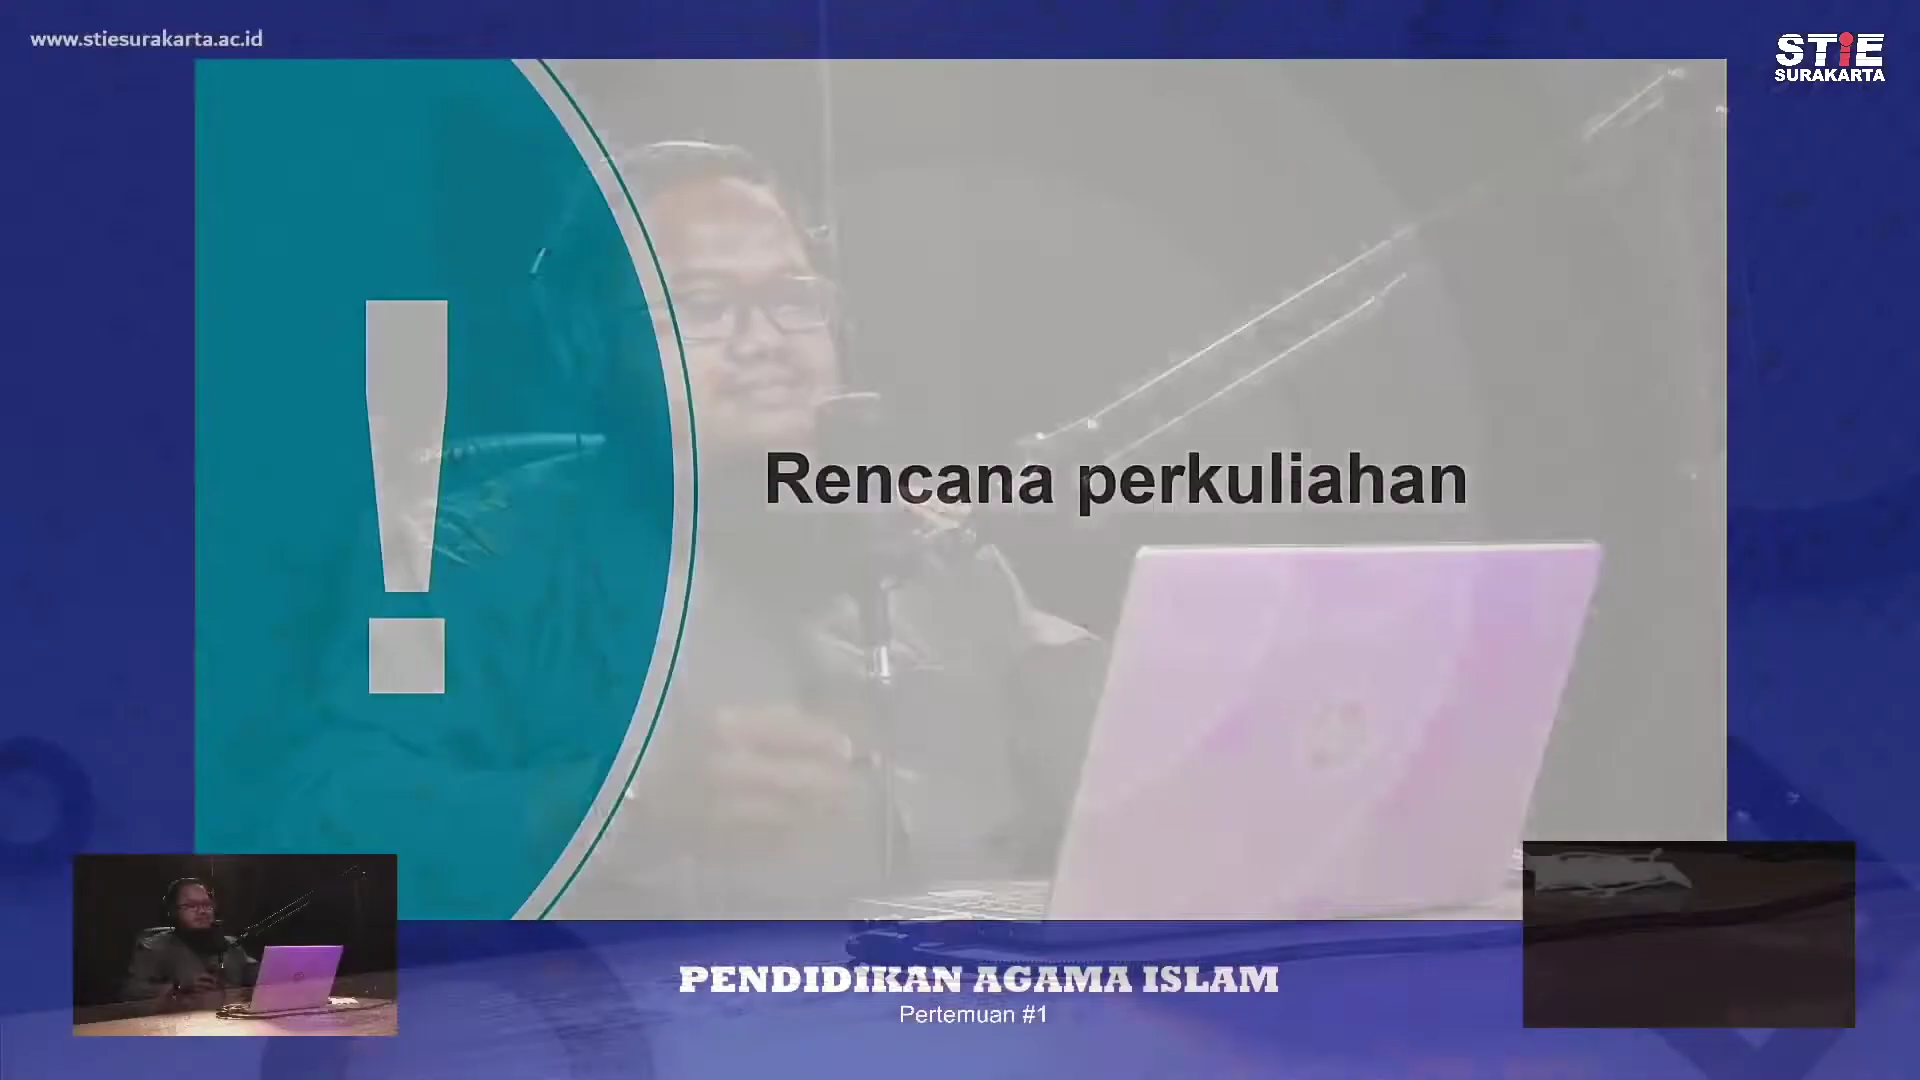 www.stiesurakarta.ac.id
STIE
SURAKARTA
!
Rencana perkuliahan
PENDIDIKAN AGAMA ISLAM
Pertemuan #1